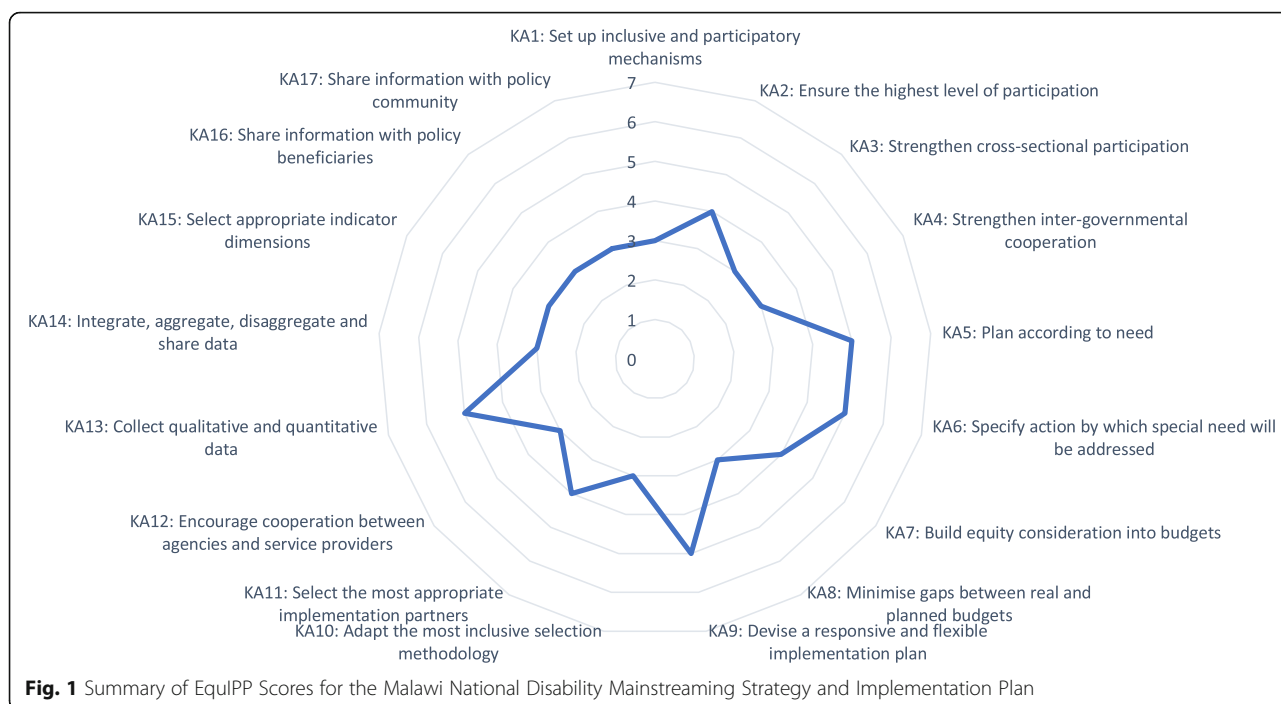 KA1: Set up inclusive and participatory
mechanisms
KA17: Share information with policy
community
KA2: Ensure the highest level of participation
KA16: Share information with policy
beneficiaries
KA3: Strengthen cross-sectional participation
KA15: Select appropriate indicator
dimensions
KA4: Strengthen inter-governmental
cooperation
KA14: Integrate, aggregate, disaggregate and
share data
KA5: Plan according to need
KA13: Collect qualitative and quantitative
data
KA6: Specify action by which special need will
be addressed
KA12: Encourage cooperation between
agencies and service providers
KA7: Build equity consideration into budgets
KA11: Select the most appropriate
implementation partners
KA8: Minimise gaps between real and
planned budgets
KA10: Adapt the most inclusive selection
methodology
KA9: Devise a responsive and flexible
implementation plan
7
6
5
4
3
2
1
0
Fig. 1 Summary of EquIPP Scores for the Malawi National Disability Mainstreaming Strategy and Implementation Plan